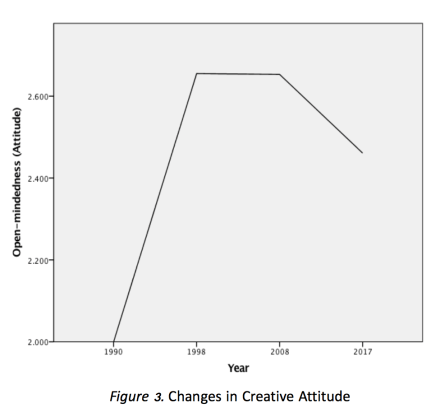 Open-mindedness (Attitude)
2.600
2.400
2.200
2.000
1990 1998 2008 2017
Year
Figure 3. Changes in Creative Attitude